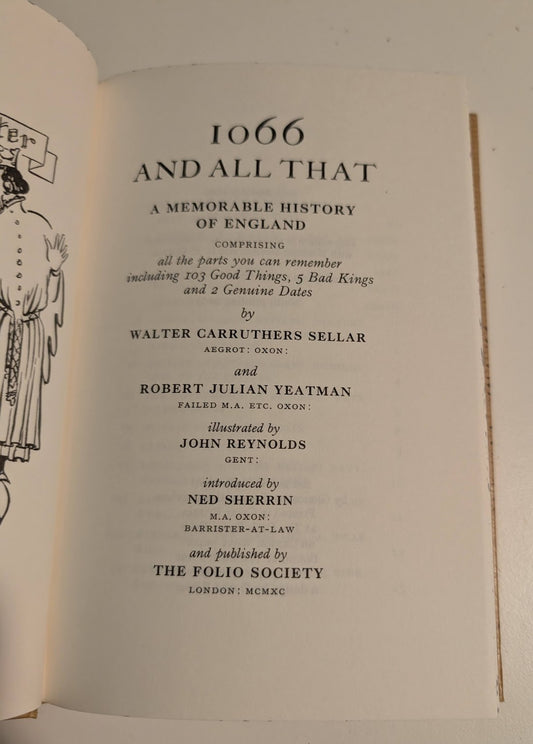 ter
1066
AND ALL THAT
A MEMORABLE HISTORY
OF ENGLAND
COMPRISING
all the parts you can remember
including 103 Good Things, 5 Bad Kings
and 2 Genuine Dates
by
WALTER CARRUTHERS SELLAR
AEGROT: OXON:
and
ROBERT JULIAN YEATMAN
FAILED M.A. ETC. OXON:
illustrated by
JOHN REYNOLDS
GENT:
introduced by
NED SHERRIN
M.A. OXON:
BARRISTER-AT-LAW
and published by
THE FOLIO SOCIETY
LONDON: MCMXC